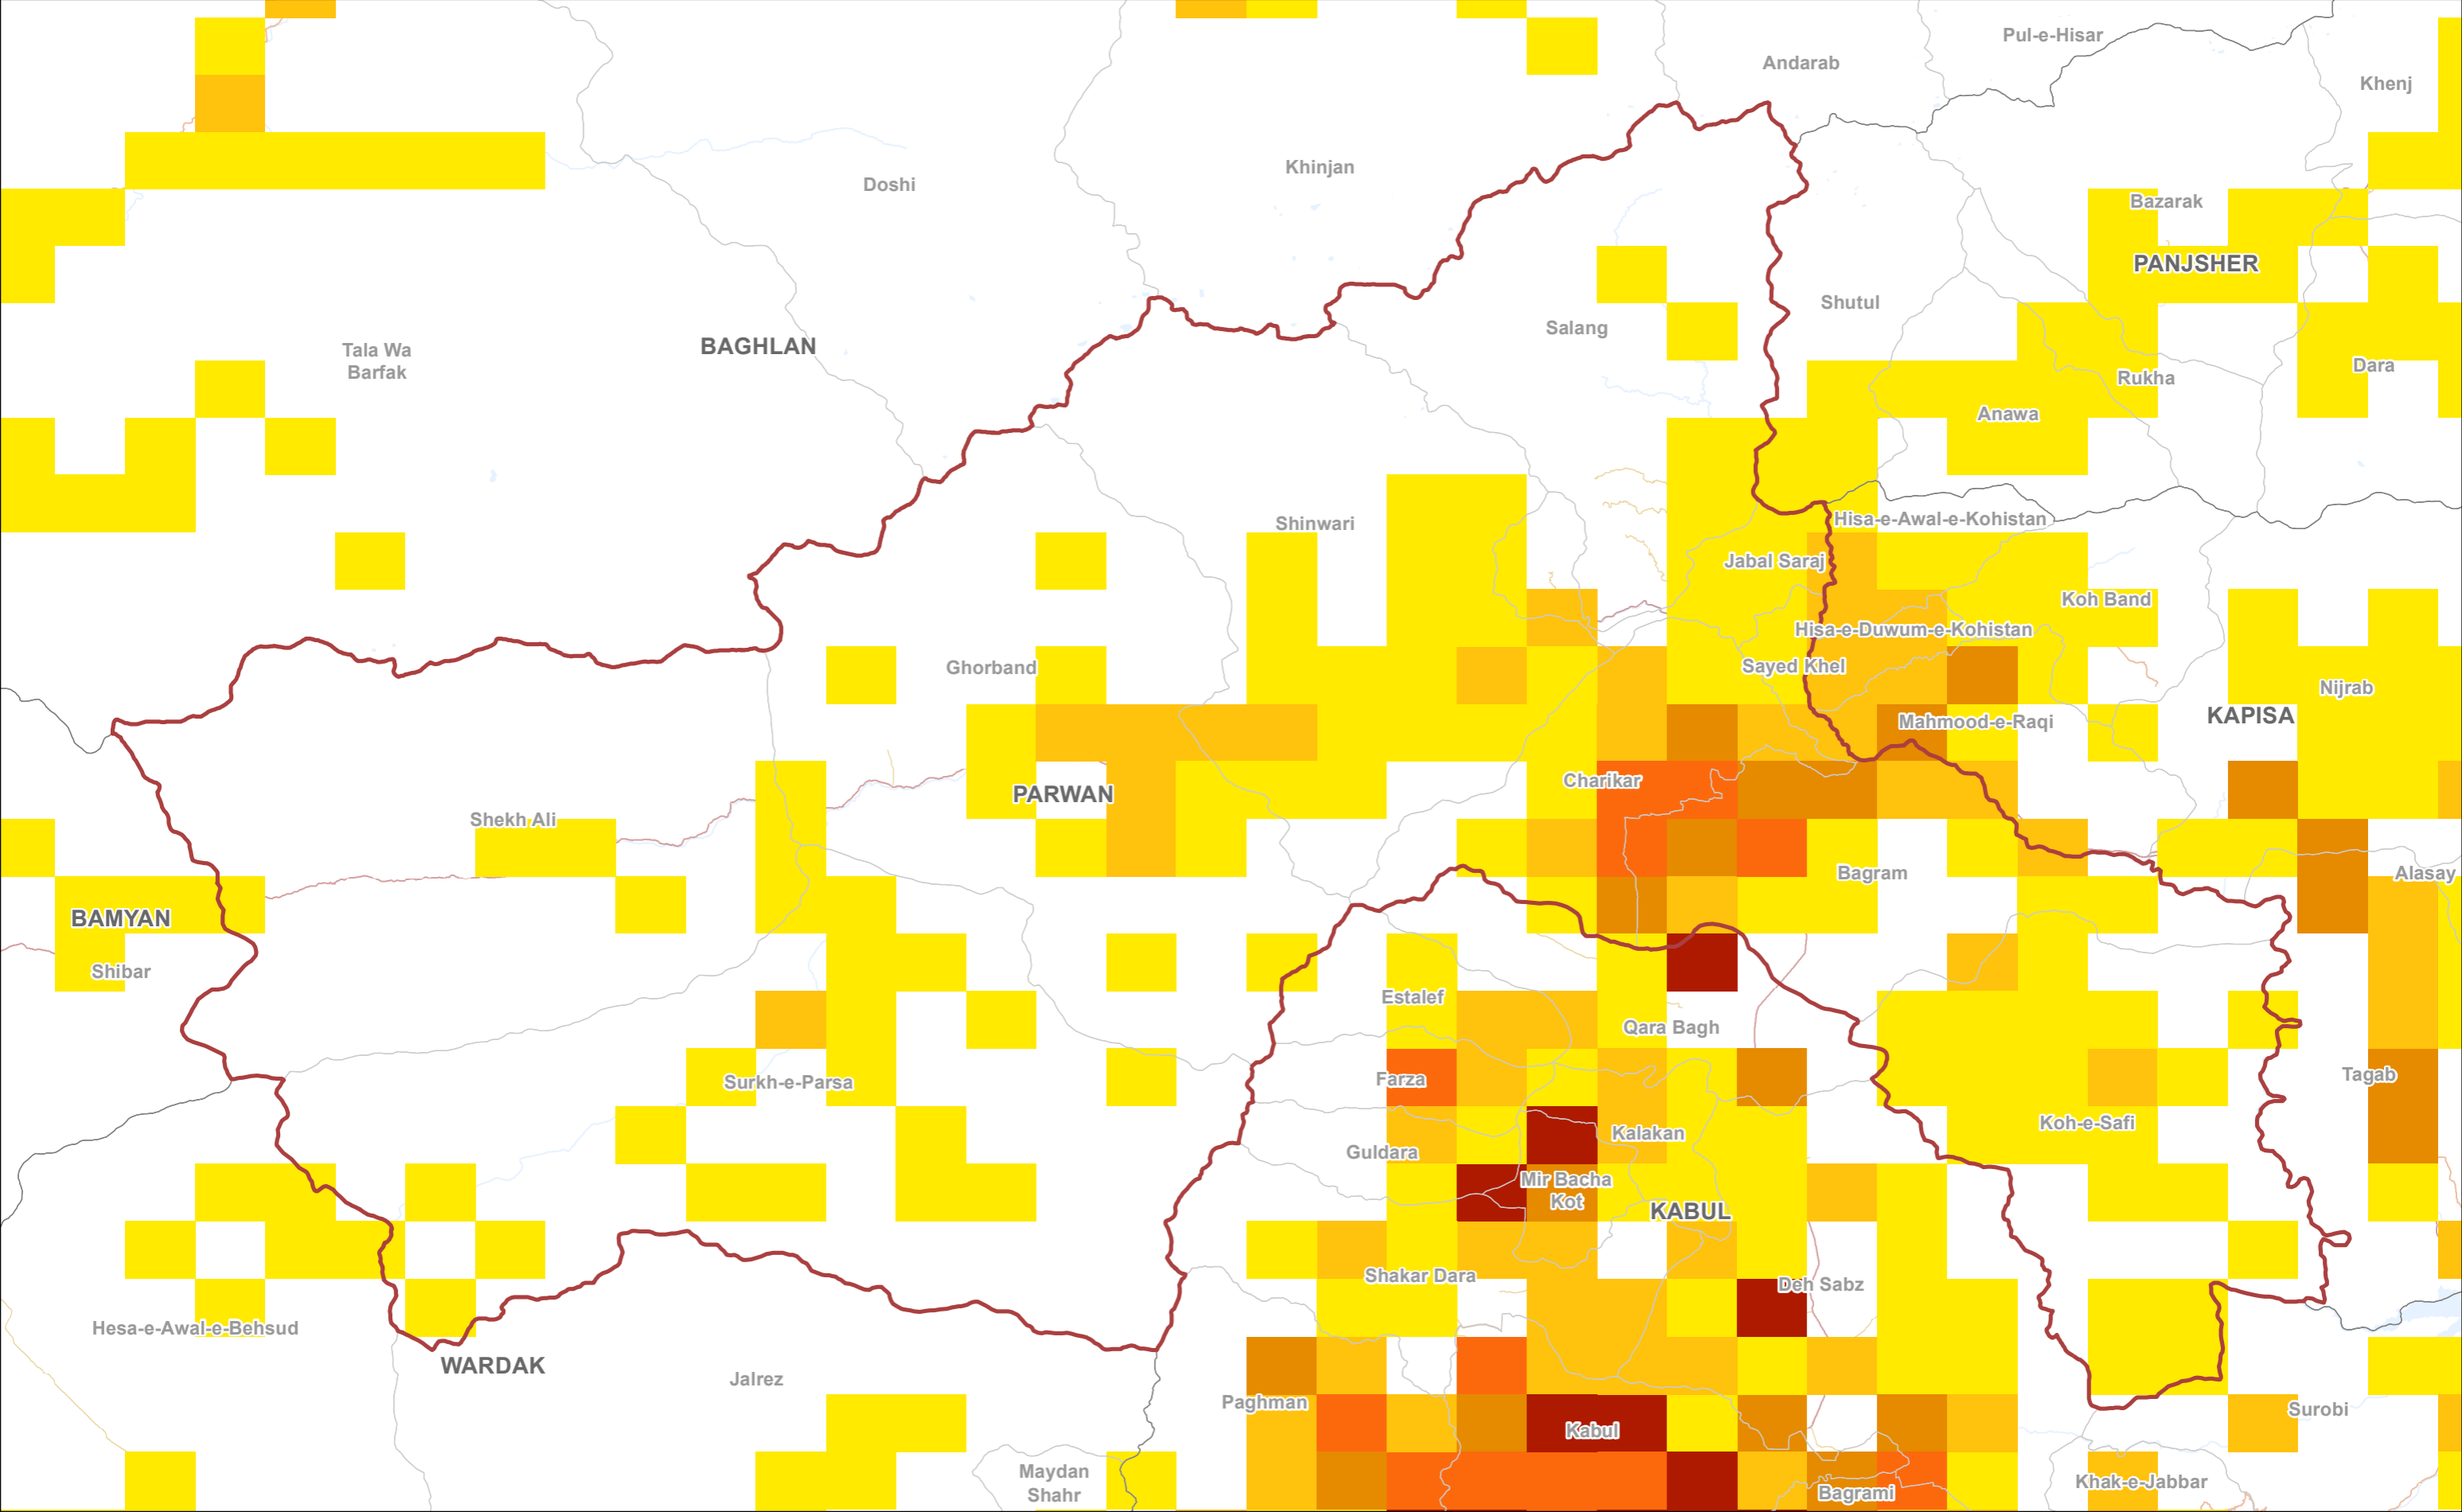 Pul-e-Hisar
Andarab
Khenj
Khinjan
Doshi
Bazarak
PANJSHER
Shutul
Salang
BAGHLAN
Tala Wa
Barfak
Dara
Rukha
Anawa
Shinwari
Hisa-e-Awal-e-Kohistan
Jabal Saraj
Koh Band
Hisa-e-Duwum-e-Kohistan
Ghorband
Sayed Khel
Nijrab
KAPISA
Mahmood-e-Raqi
Charikar
PARWAN
Shekh Ali
Bagram
Alasay
BAMYAN
Shibar
Estalef
Qara Bagh
Farza
Surkh-e-Parsa
Tagab
Koh-e-Safi
Kalakan
Guldara
Mir Bacha
Kot
KABUL
Shakar Dara
Deh Sabz
Hesa-e-Awal-e-Behsud
WARDAK
Jalrez
Paghman
Surobi
Kabul
Maydan
Shahr
Khak-e-Jabbar
Bagrami